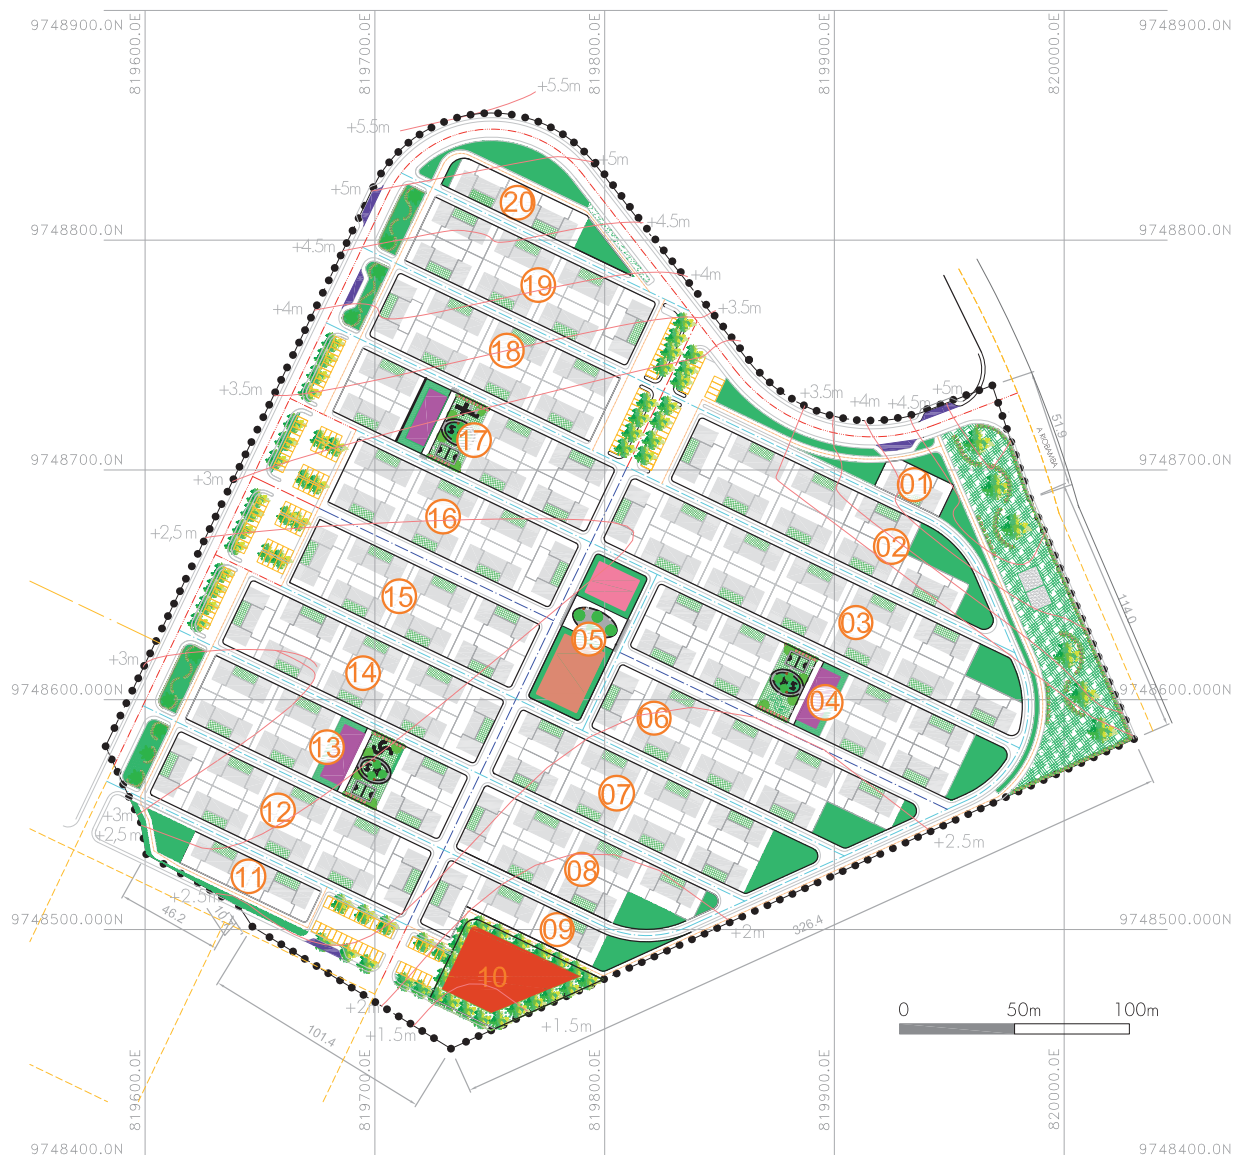 9748900.0N
819600.0E
819700.0E
819800.0E
819900.0E
820000.0E
9748900.0N
+5.5m
+5.5m
+5m
+5m
20
+4.5m
9748800.0N
+4.5m
9748800.0N
+4m
19
+4m
+3.5m
18
+3.5m
+3.5m
+4m
+4.5m
+5m
51.9
17
A ROBAMBA
9748700.0N
9748700.0N
+3m
01
16
+2,5m
02
15
114.0
03
05
+3m
14
9748600.000N
04
9748600.000N
06
13
07
12
+3m
+2,5m
+2.5m
08
11
+2.5m
46.2
9748500.000N
09
+2m
326.4
9748500.0N
10
+2m
+1.5m
+1.5m
101.4
0
50m
100m
819600.0E
819700.0E
819800.0E
819900.0E
820000.0E
9748400.0N
9748400.0N